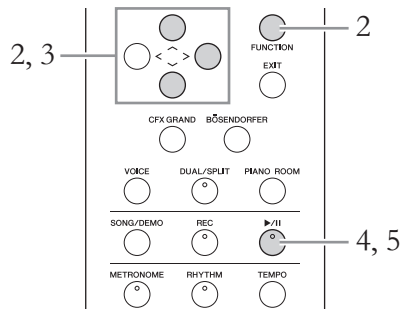 2
2, 3
FUNCTION
EXIT
CFX GRAND BÖSENDORFER
VOICE DUAL/SPLIT PIANO ROOM
SONG/DEMO REC ►/II
4, 5
METRONOME RHYTHM TEMPO